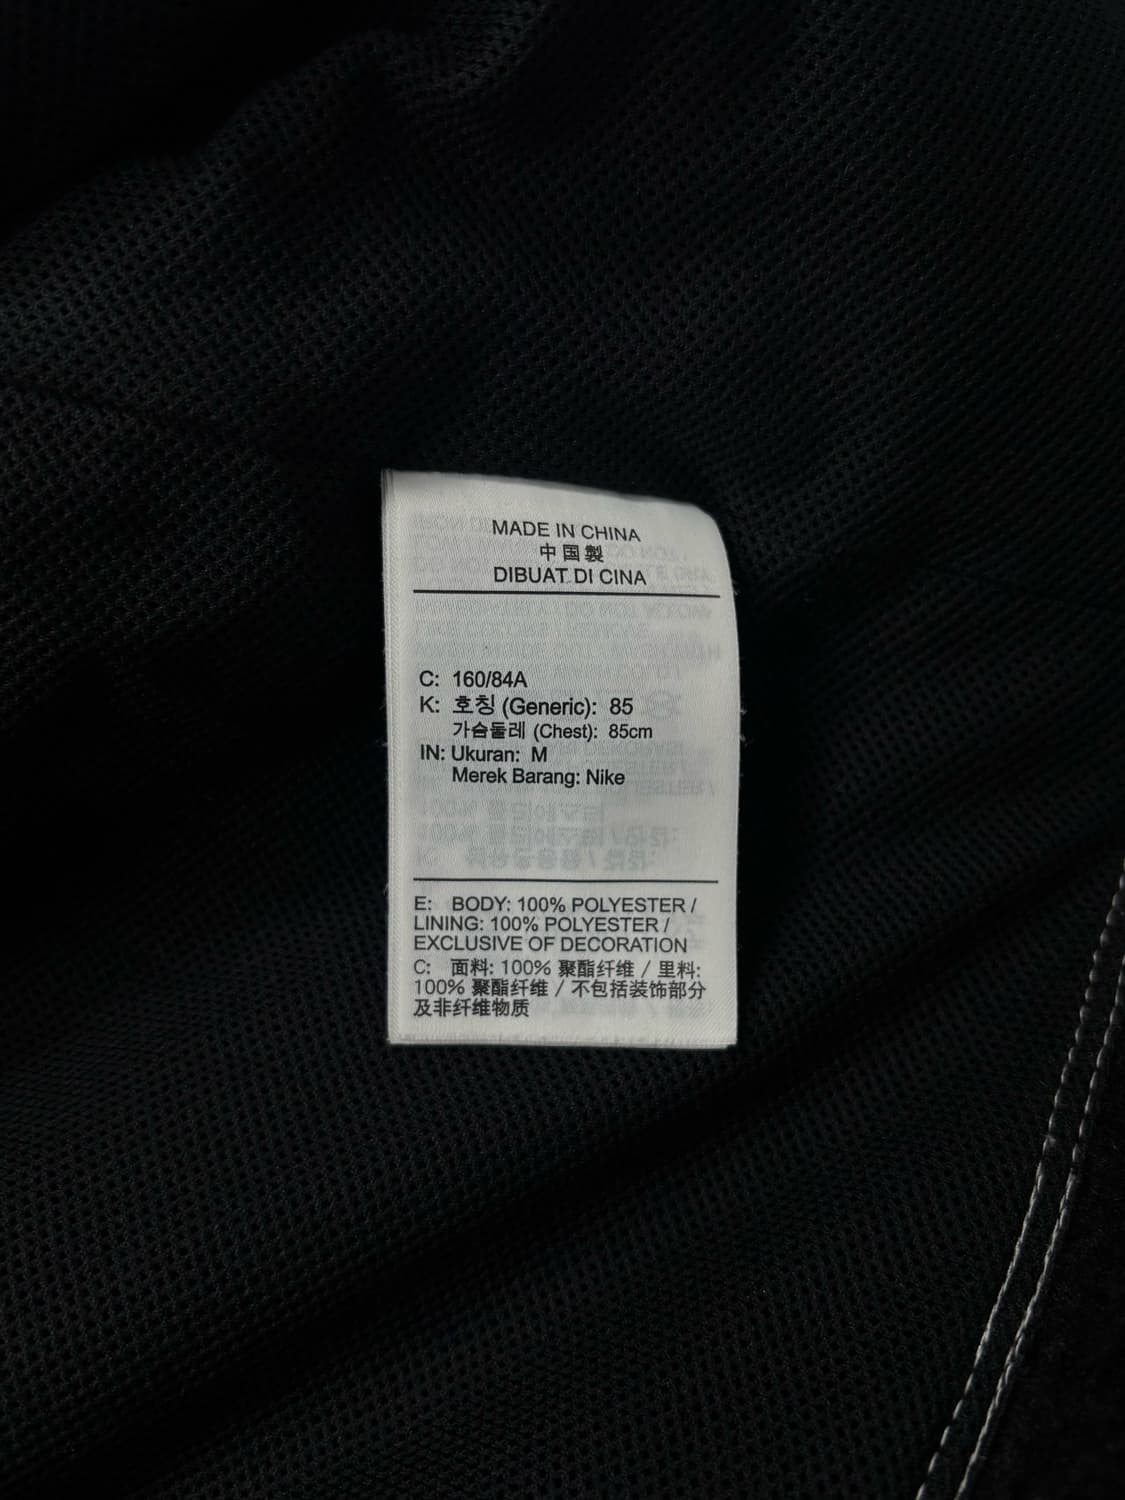 MADE IN CHINA
中国製
DIBUAT DI CINA
C: 160/84A
K: 호칭 (Generic): 85
가슴둘레 (Chest): 85cm
IN: Ukuran: M
Merek Barang: Nike
E: BODY: 100% POLYESTER /
LINING: 100% POLYESTER /
EXCLUSIVE OF DECORATION
C: 面料: 100% 聚酯纤维 / 里料:
100% 聚酯纤维 / 不包括装饰部分
及非纤维物质